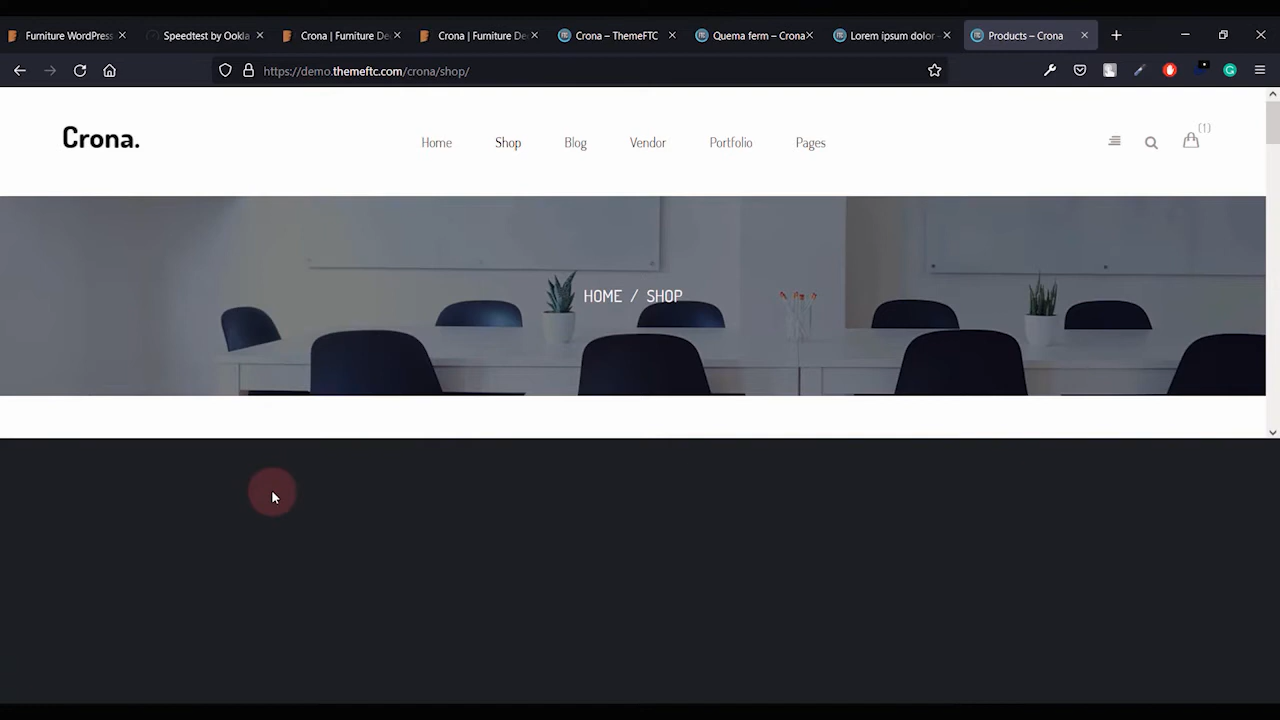 Furniture WordPress
Speedtest by Ookla
Crona | Furniture De
Crona | Furniture De
Crona – ThemeFTC
Quema ferm – Crona
Lorem ipsum dolor –
Products – Crona
https://demo.themeftc.com/crona/shop/
Crona.
Home
Shop
Blog
Vendor
Portfolio
Pages
(1)
HOME / SHOP